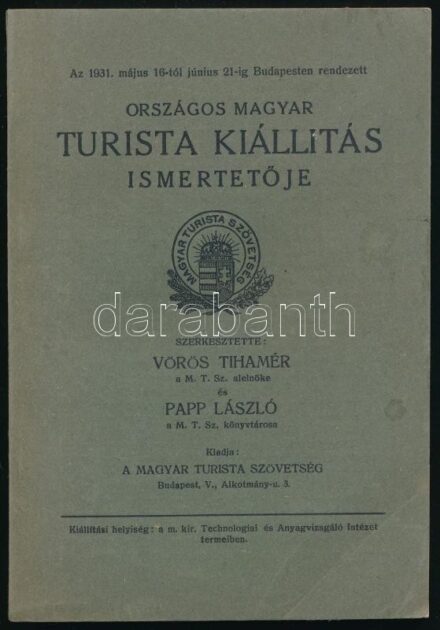 Az 1931. május 16-tól június 21-ig Budapesten rendezett
ORSZÁGOS MAGYAR
TURISTA KIÁLLÍTÁS
ISMERTETŐJE
MAGYAR TURISTA SZÖVETSÉG
darabanth
SZERKESZTETTE:
VÖRÖS TIHAMÉR
a M. T. Sz. alelnöke
és
PAPP LÁSZLÓ
a M. T. Sz. könyvtárosa
Kiadja:
A MAGYAR TURISTA SZÖVETSÉG
Budapest, V., Alkotmány-u. 3.
Kiállítási helyiség: a m. kir. Technologiai és Anyagvizsgáló Intézet
termeiben.